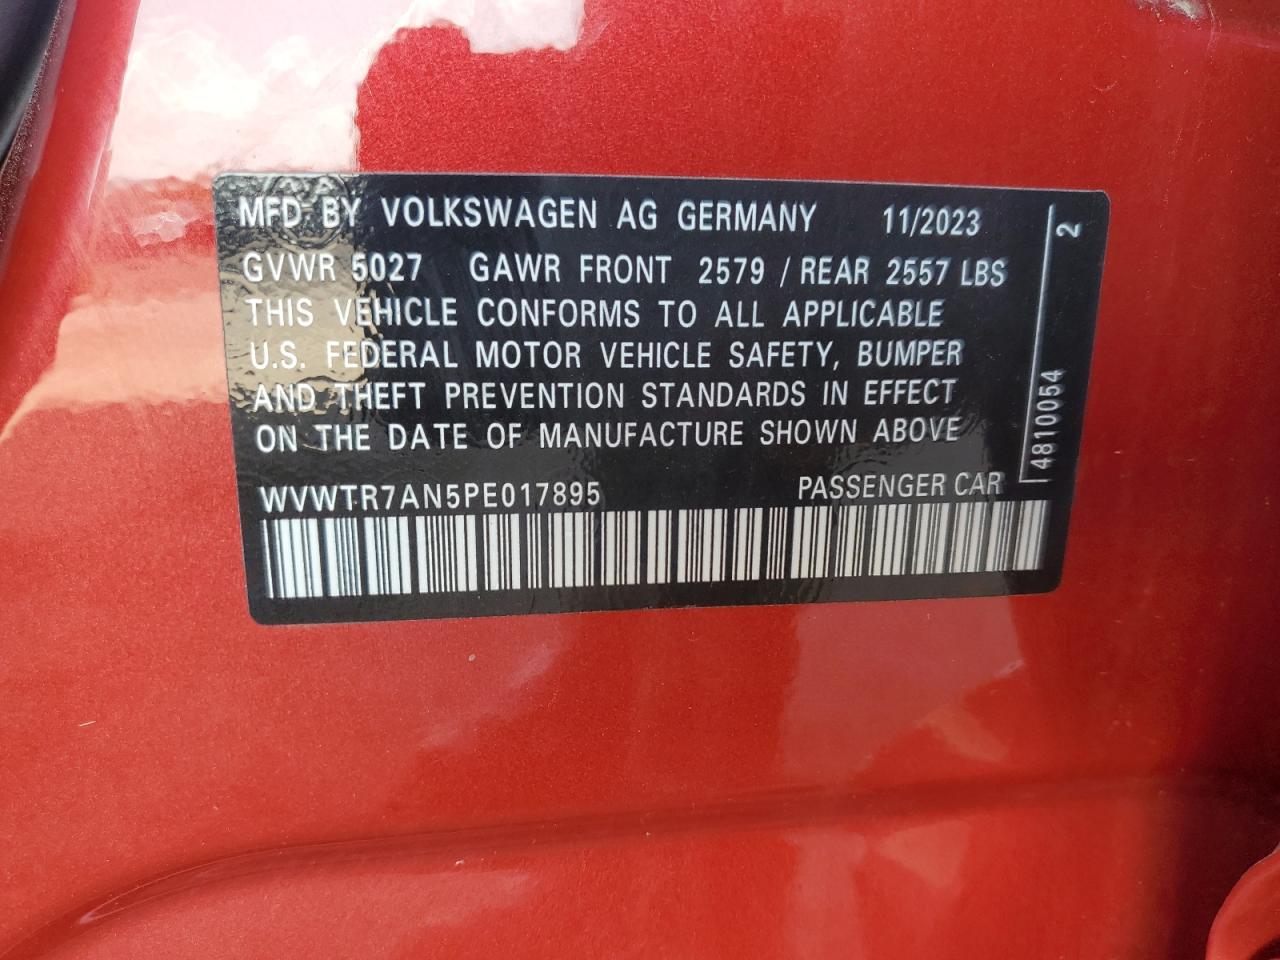 MFD BY VOLKSWAGEN AG GERMANY 11/2023
GVWR 5027 GAWR FRONT 2579 / REAR 2557 LBS
THIS VEHICLE CONFORMS TO ALL APPLICABLE
U.S. FEDERAL MOTOR VEHICLE SAFETY, BUMPER
AND THEFT PREVENTION STANDARDS IN EFFECT
ON THE DATE OF MANUFACTURE SHOWN ABOVE
WVWTR7AN5PE017895 PASSENGER CAR
4810054 2